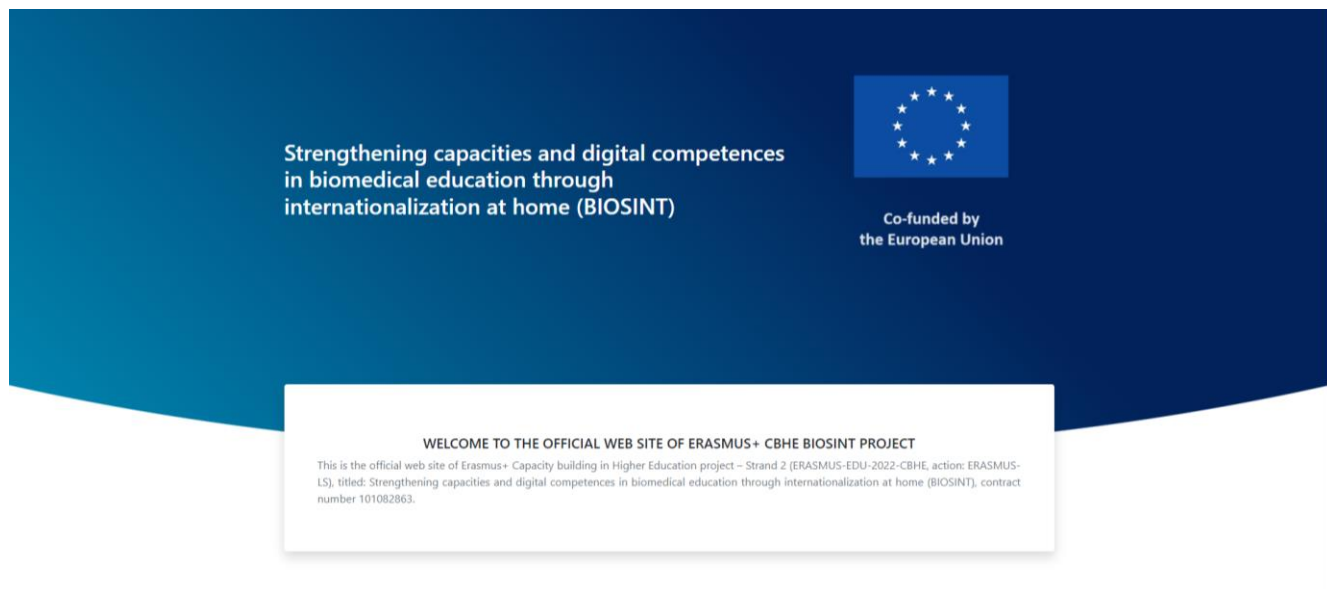 Strengthening capacities and digital competences
in biomedical education through
internationalization at home (BIOSINT)
Co-funded by
the European Union
WELCOME TO THE OFFICIAL WEB SITE OF ERASMUS+ CBHE BIOSINT PROJECT
This is the official web site of Erasmus+ Capacity building in Higher Education project – Strand 2 (ERASMUS-EDU-2022-CBHE, action: ERASMUS-
LS), titled: Strengthening capacities and digital competences in biomedical education through internationalization at home (BIOSINT), contract
number 101082863.